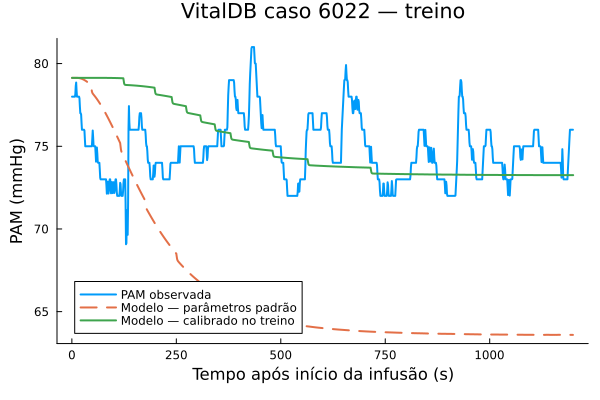 VitalDB caso 6022 — treino
PAM (mmHg)
80
75
70
65
PAM observada
Modelo — parâmetros padrão
Modelo — calibrado no treino
0
250
500
750
1000
Tempo após início da infusão (s)